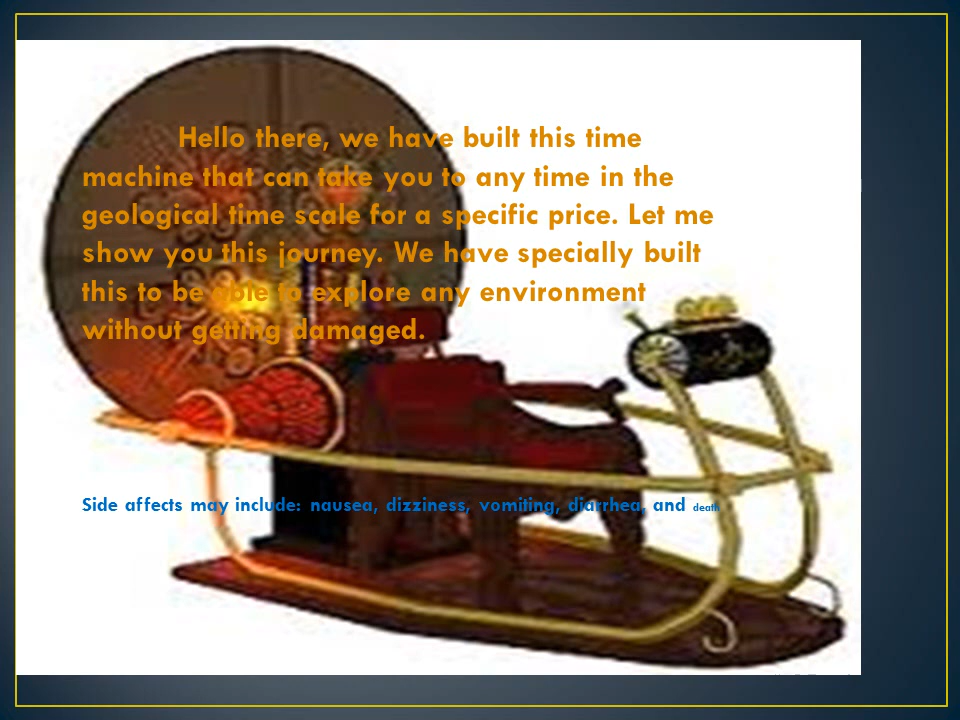 Hello there, we have built this time
machine that can take you to any time in the
geological time scale for a specific price. Let me
show you this journey. We have specially built
this to be able to explore any environment
without getting damaged.
Side affects may include: nausea, dizziness, vomiting, diarrhea, and death